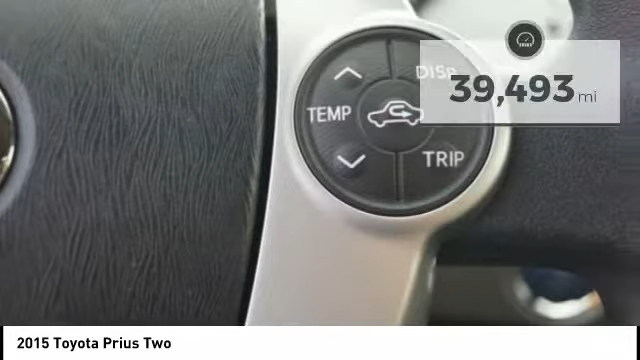 DISP
39,493 mi
TEMP
TRIP
2015 Toyota Prius Two